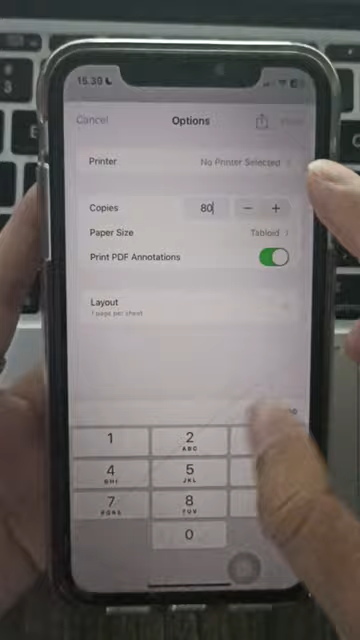 15.39
Cancel
Options
Printer
No Printer Selected
Copies
80
− +
Paper Size
Tabloid
Print PDF Annotations
Layout
1 page per sheet
1
2
ABC
4
GHI
5
JKL
7
PQRS
8
TUV
0